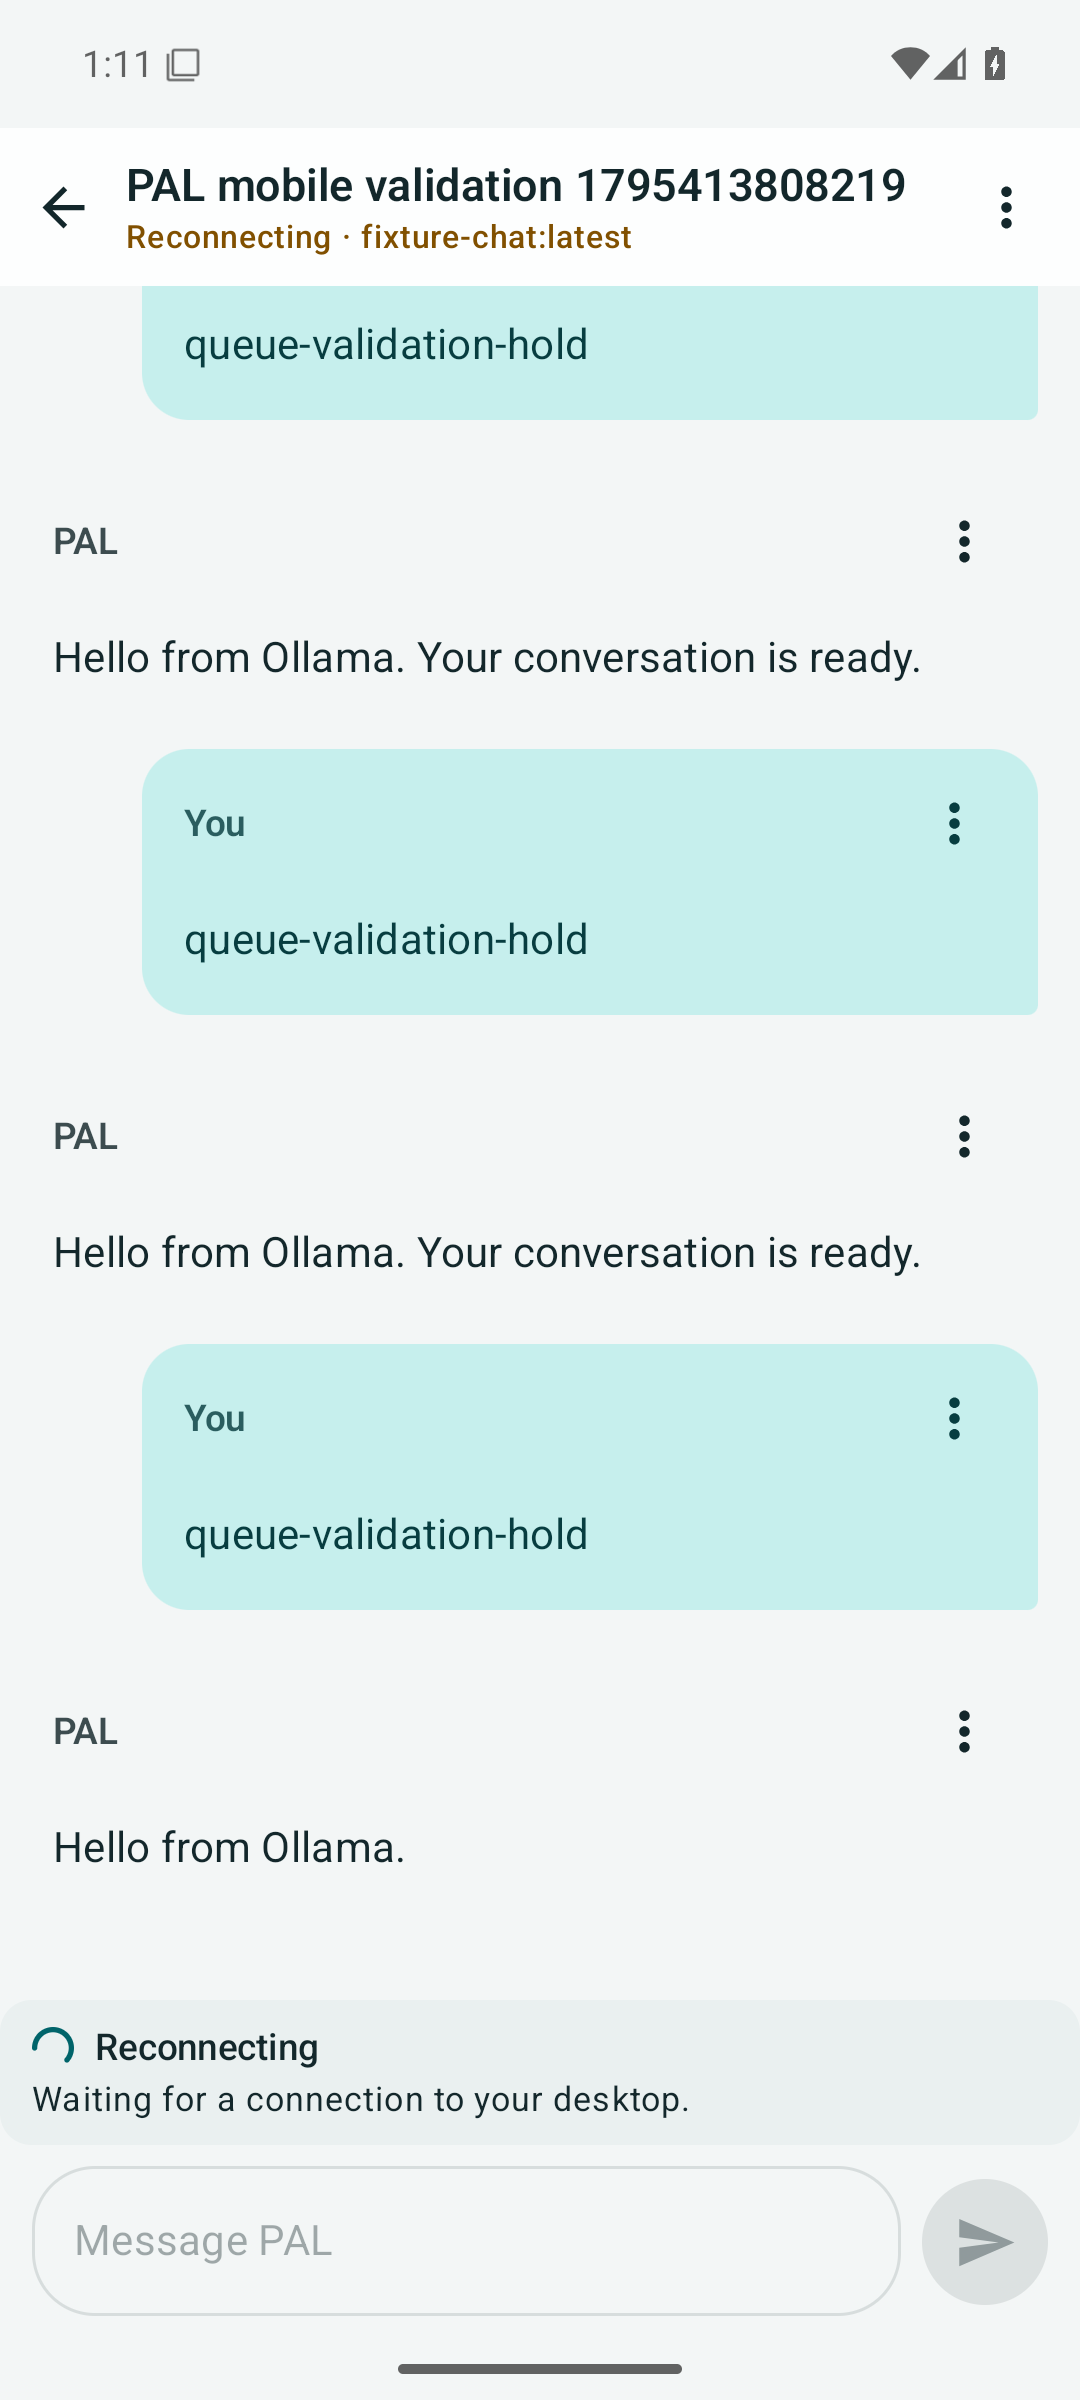 1:11
PAL mobile validation 1795413808219
Reconnecting · fixture-chat:latest
queue-validation-hold
PAL
Hello from Ollama. Your conversation is ready.
You
queue-validation-hold
PAL
Hello from Ollama. Your conversation is ready.
You
queue-validation-hold
PAL
Hello from Ollama.
Reconnecting
Waiting for a connection to your desktop.
Message PAL